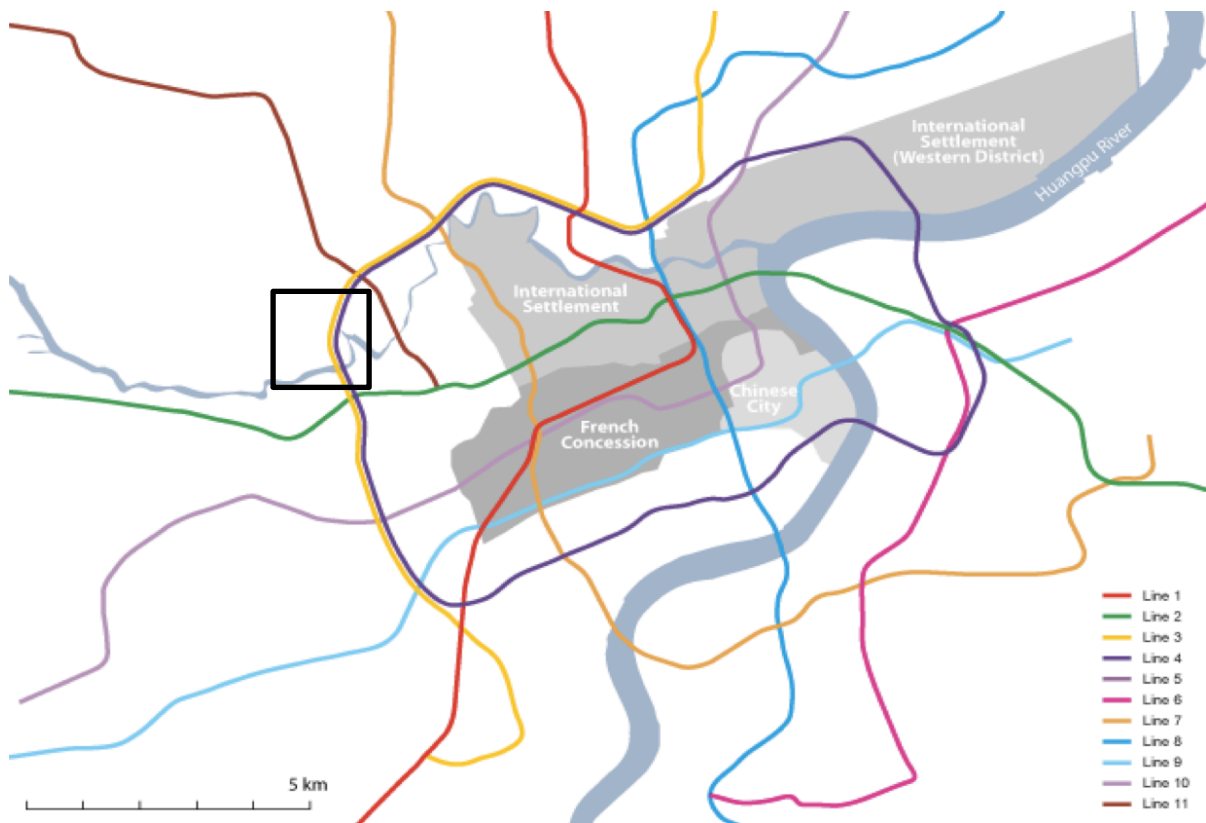 International
Settlement
(Western District)
Huangpu River
International
Settlement
Chinese
City
French
Concession
5 km
Line 1
Line 2
Line 3
Line 4
Line 5
Line 6
Line 7
Line 8
Line 9
Line 10
Line 11